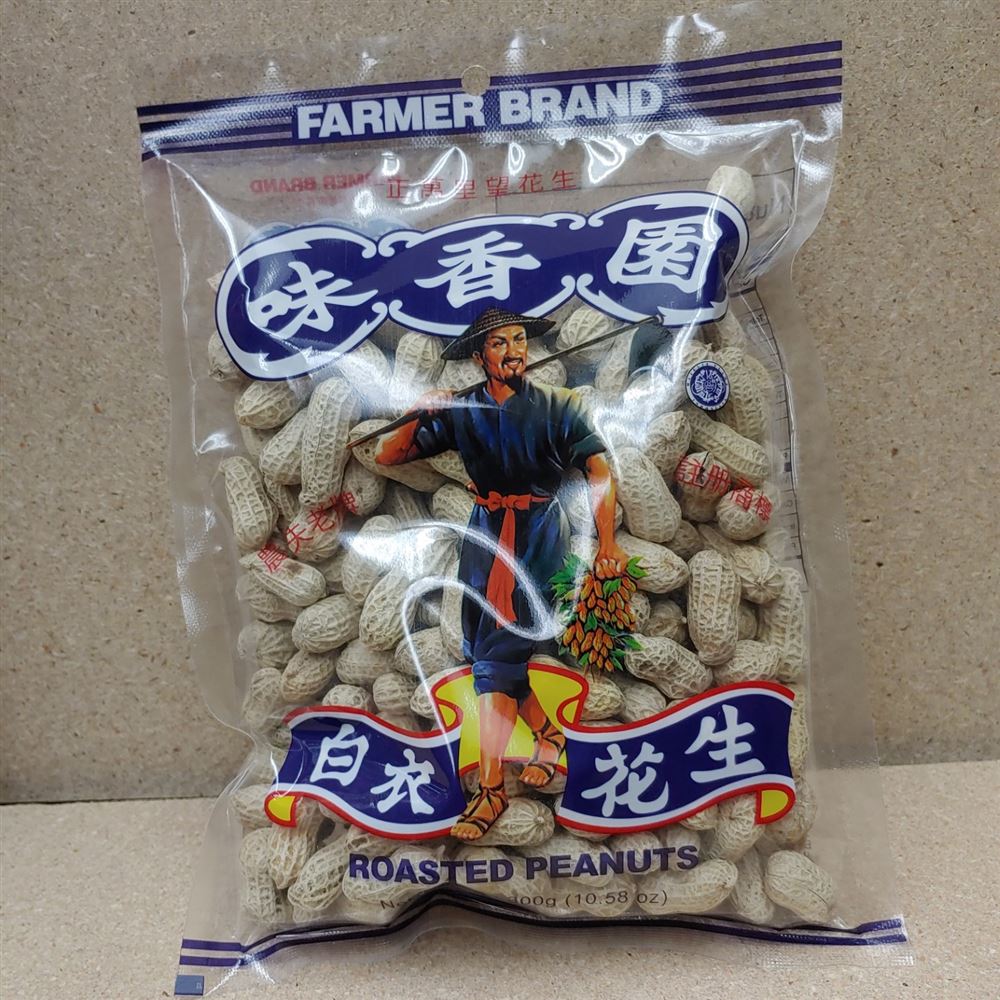 FARMER BRAND
正萬里望花生
味香園
農夫老牌
註册商標
白衣花生
ROASTED PEANUTS
300g (10.58 oz)